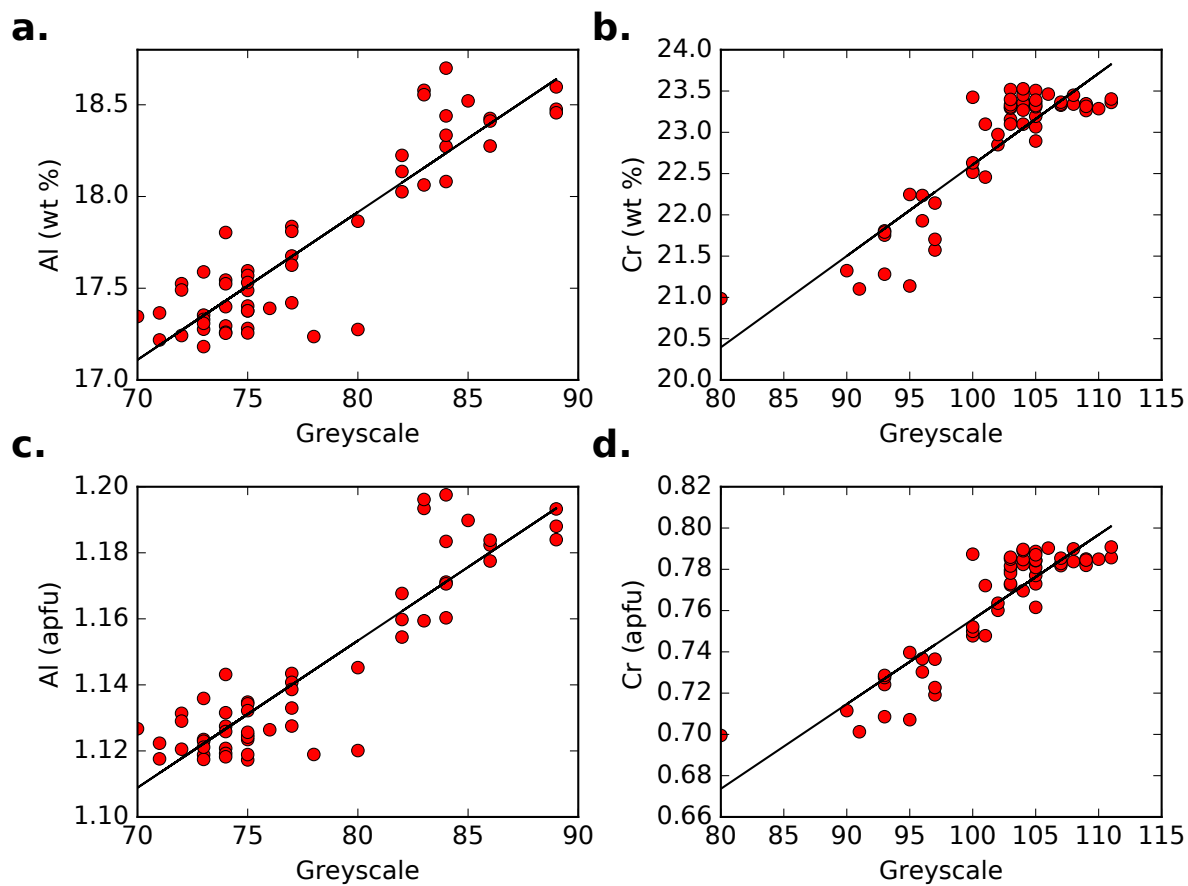 a.
18.5
18.0
17.5
17.0
Al (wt %)
70 75 80 85 90
Greyscale
b.
24.0
23.5
23.0
22.5
22.0
21.5
21.0
20.5
20.0
Cr (wt %)
80 85 90 95 100 105 110 115
Greyscale
c.
1.20
1.18
1.16
1.14
1.12
1.10
Al (apfu)
70 75 80 85 90
Greyscale
d.
0.82
0.80
0.78
0.76
0.74
0.72
0.70
0.68
0.66
Cr (apfu)
80 85 90 95 100 105 110 115
Greyscale